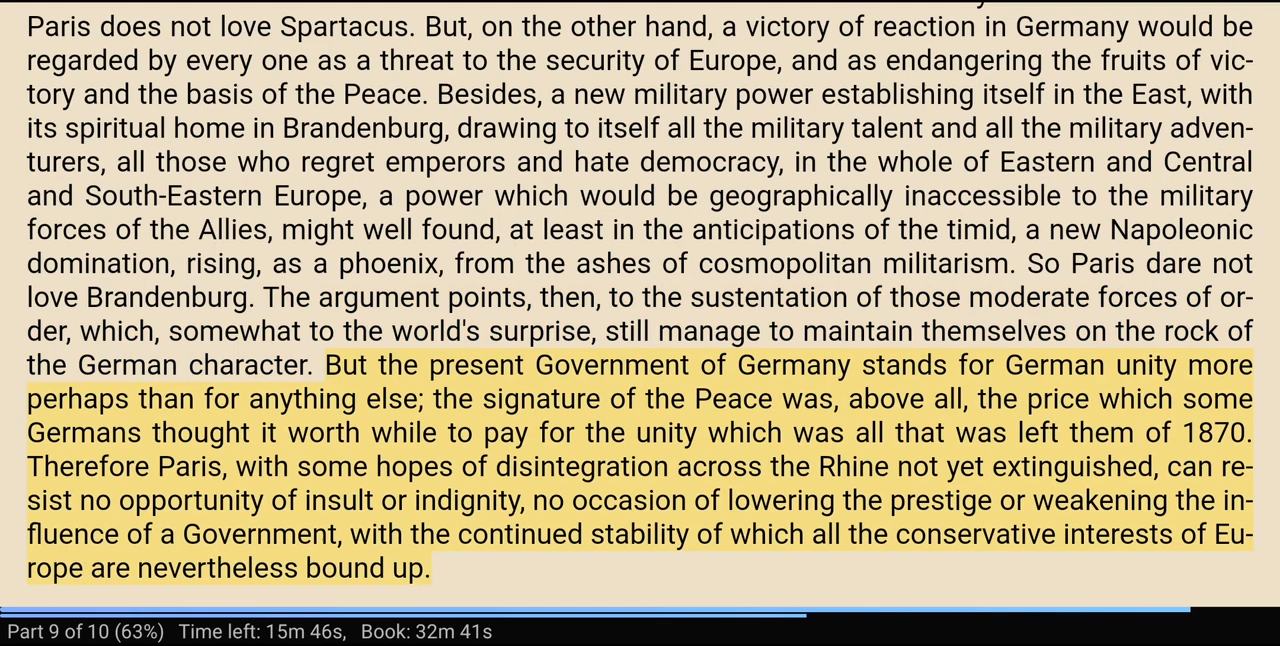 Paris does not love Spartacus. But, on the other hand, a victory of reaction in Germany would be
regarded by every one as a threat to the security of Europe, and as endangering the fruits of vic-
tory and the basis of the Peace. Besides, a new military power establishing itself in the East, with
its spiritual home in Brandenburg, drawing to itself all the military talent and all the military adven-
turers, all those who regret emperors and hate democracy, in the whole of Eastern and Central
and South-Eastern Europe, a power which would be geographically inaccessible to the military
forces of the Allies, might well found, at least in the anticipations of the timid, a new Napoleonic
domination, rising, as a phoenix, from the ashes of cosmopolitan militarism. So Paris dare not
love Brandenburg. The argument points, then, to the sustentation of those moderate forces of or-
der, which, somewhat to the world's surprise, still manage to maintain themselves on the rock of
the German character. But the present Government of Germany stands for German unity more
perhaps than for anything else; the signature of the Peace was, above all, the price which some
Germans thought it worth while to pay for the unity which was all that was left them of 1870.
Therefore Paris, with some hopes of disintegration across the Rhine not yet extinguished, can re-
sist no opportunity of insult or indignity, no occasion of lowering the prestige or weakening the in-
fluence of a Government, with the continued stability of which all the conservative interests of Eu-
rope are nevertheless bound up.
Part 9 of 10 (63%) Time left: 15m 46s, Book: 32m 41s